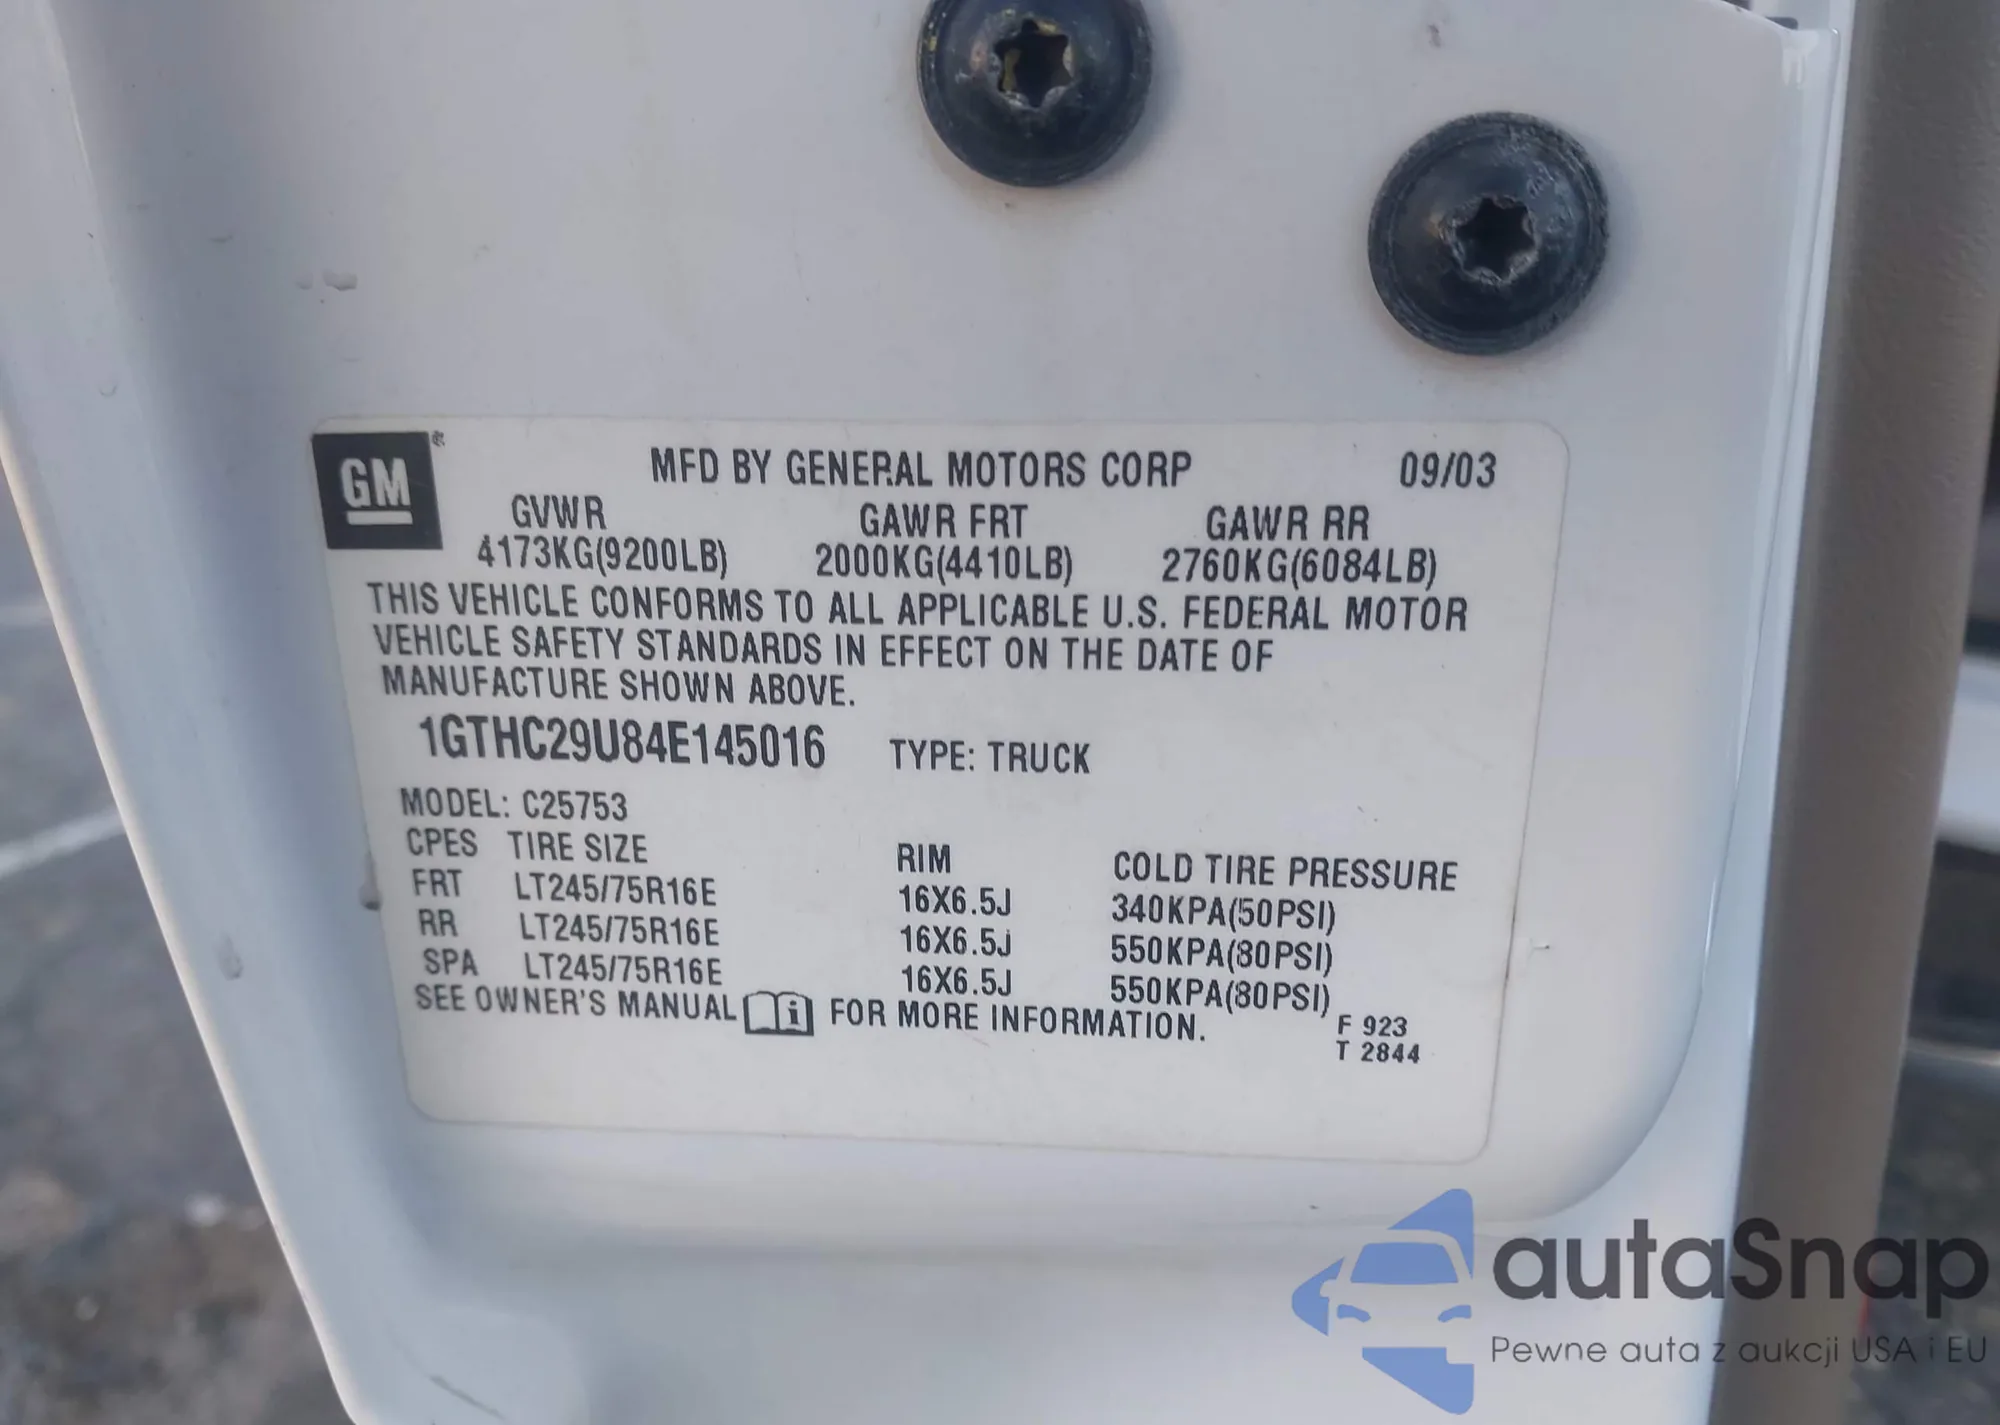 GM
MFD BY GENERAL MOTORS CORP 09/03
GVWR GAWR FRT GAWR RR
4173KG(9200LB) 2000KG(4410LB) 2760KG(6084LB)
THIS VEHICLE CONFORMS TO ALL APPLICABLE U.S. FEDERAL MOTOR
VEHICLE SAFETY STANDARDS IN EFFECT ON THE DATE OF
MANUFACTURE SHOWN ABOVE.
1GTHC29U84E145016 TYPE: TRUCK
MODEL: C25753
CPES TIRE SIZE RIM COLD TIRE PRESSURE
FRT LT245/75R16E 16X6.5J 340KPA(50PSI)
RR LT245/75R16E 16X6.5J 550KPA(80PSI)
SPA LT245/75R16E 16X6.5J 550KPA(80PSI)
SEE OWNER'S MANUAL i FOR MORE INFORMATION.
F 923
T 2844
autaSnap
Pewne auta z aukcji USA i EU